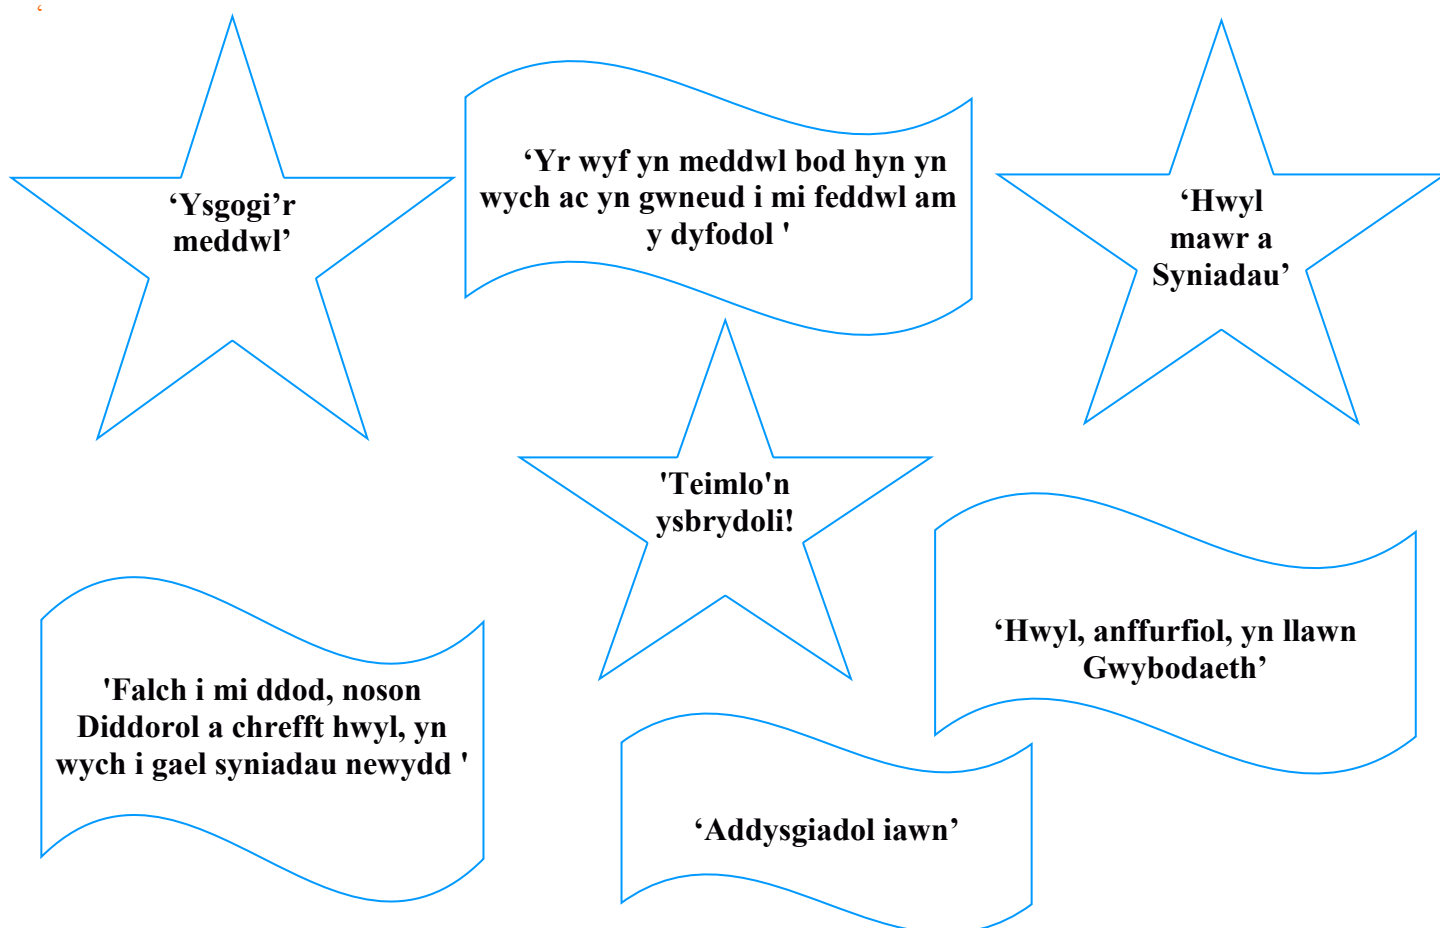 ‘
‘Ysgogi’r
meddwl’
‘Yr wyf yn meddwl bod hyn yn
wych ac yn gwneud i mi feddwl am
y dyfodol '
‘Hwyl
mawr a
Syniadau’
'Teimlo'n
ysbrydoli!
‘Hwyl, anffurfiol, yn llawn
Gwybodaeth’
'Falch i mi ddod, noson
Diddorol a chrefft hwyl, yn
wych i gael syniadau newydd '
‘Addysgiadol iawn’